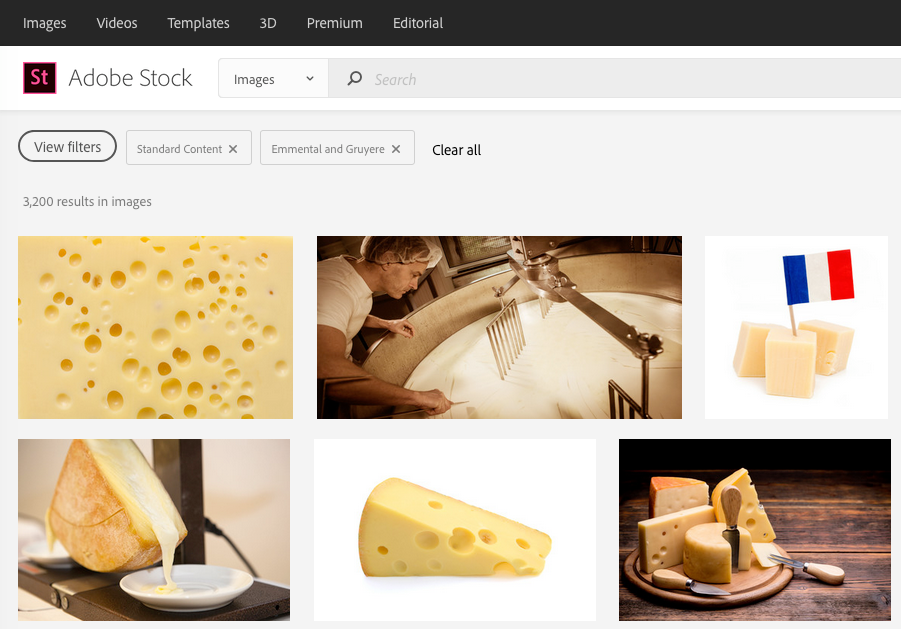 Images Videos Templates 3D Premium Editorial
St Adobe Stock Images Search
View filters Standard Content × Emmental and Gruyere × Clear all
3,200 results in images